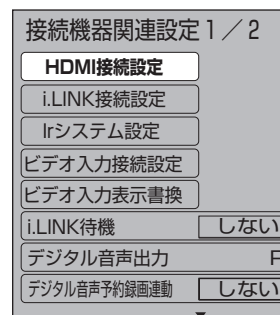 接続機器関連設定1／2
HDMI接続設定
i.LINK接続設定
Irシステム設定
ビデオ入力接続設定
ビデオ入力表示書換
i.LINK待機 しない
デジタル音声出力
デジタル音声予約録画連動 しない